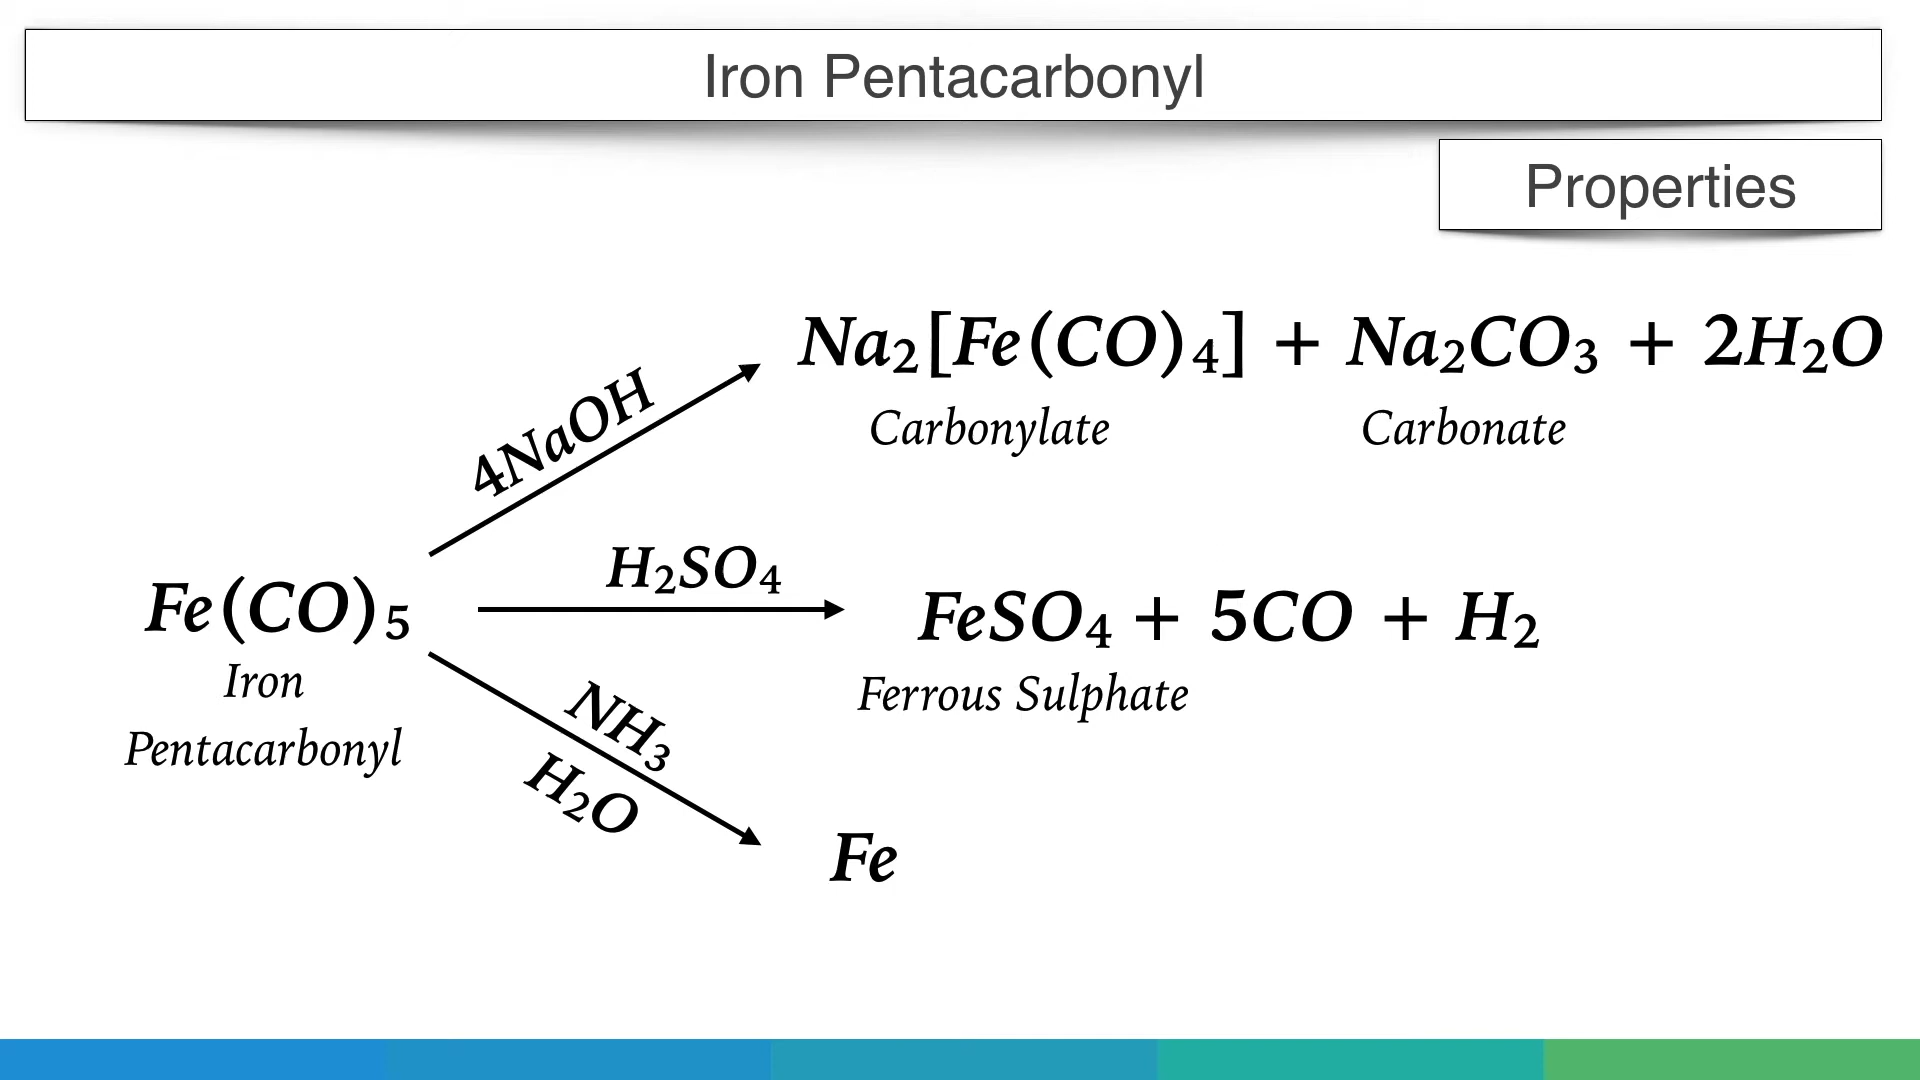 Iron Pentacarbonyl
Properties
4NaOH
Na₂[Fe(CO)₄] + Na₂CO₃ + 2H₂O
Carbonylate Carbonate
Fe(CO)₅
Iron
Pentacarbonyl
H₂SO₄
FeSO₄ + 5CO + H₂
Ferrous Sulphate
NH₃
H₂O
Fe